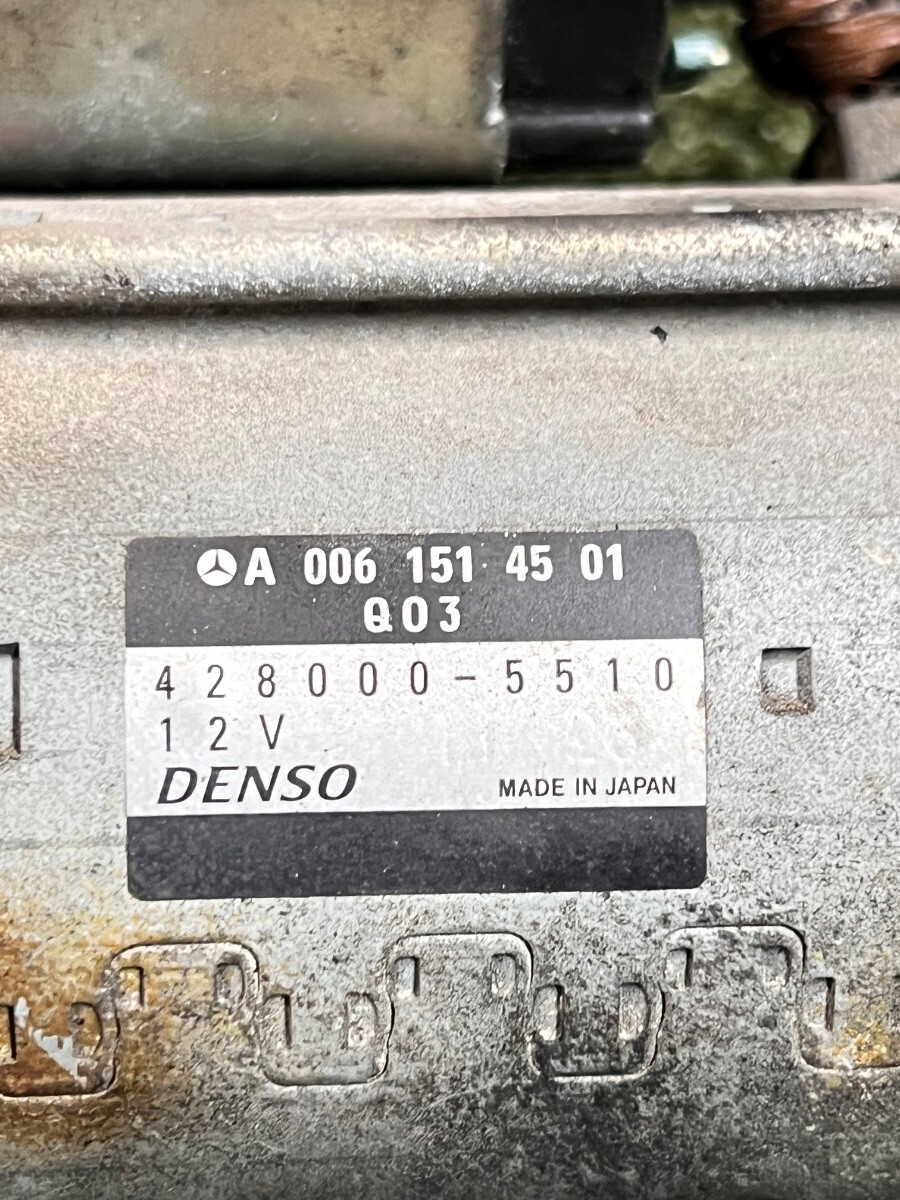 A 006 151 45 01
Q03
428000-5510
12V
DENSO
MADE IN JAPAN